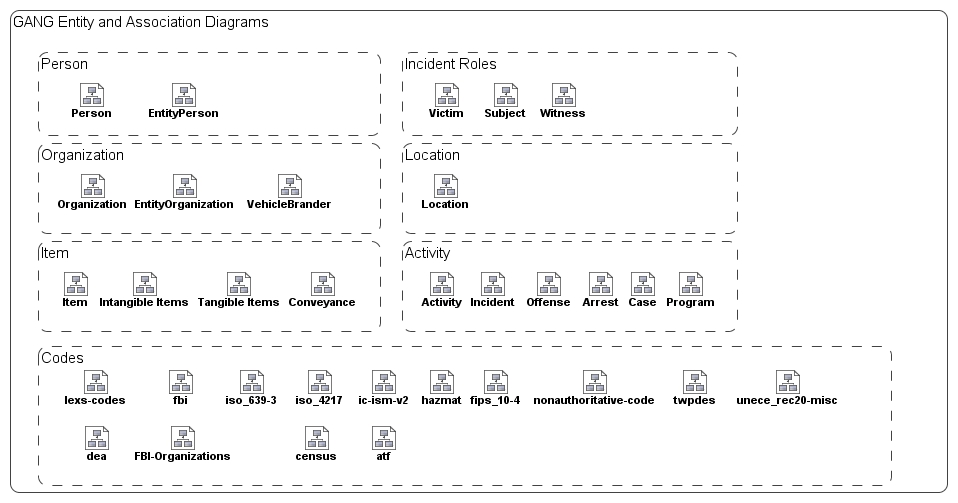 GANG Entity and Association Diagrams
Person
Person EntityPerson
Incident Roles
Victim Subject Witness
Organization
Organization EntityOrganization VehicleBrander
Location
Location
Item
Item Intangible Items Tangible Items Conveyance
Activity
Activity Incident Offense Arrest Case Program
Codes
lexs-codes fbi iso_639-3 iso_4217 ic-ism-v2 hazmat fips_10-4 nonauthoritative-code twpdes unece_rec20-misc
dea FBI-Organizations census atf